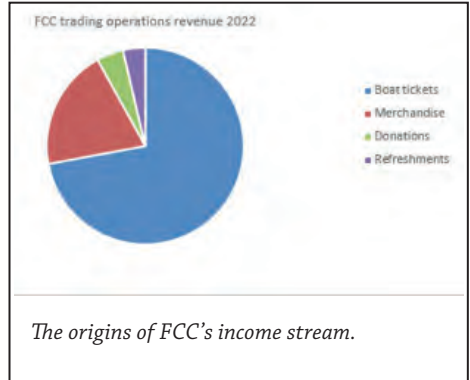 FCC trading operations revenue 2022
Boat tickets
Merchandise
Donations
Refreshments
The origins of FCC's income stream.